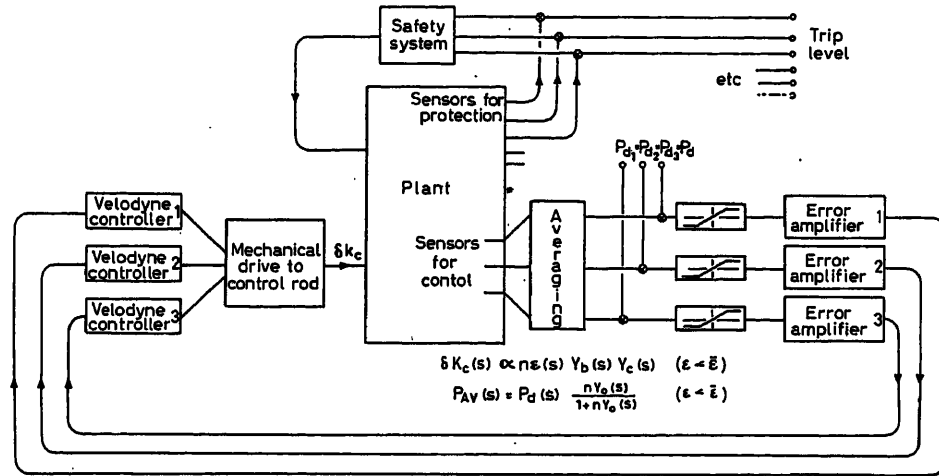 Safety
system
Trip
level
etc
Sensors for
protection
Plant
Sensors
for
contol
Averaging
Pd1=Pd2=Pd3=Pd
Velodyne
controller 1
Velodyne
controller 2
Velodyne
controller 3
Mechanical
drive to
control rod
δkc
Error
amplifier 1
Error
amplifier 2
Error
amplifier 3
δKc(s) ∝ nε(s) Yb(s) Yc(s) (ε < ε̄)
PAV(s) = Pd(s) nYo(s) / 1+nYo(s) (ε < ε̄)